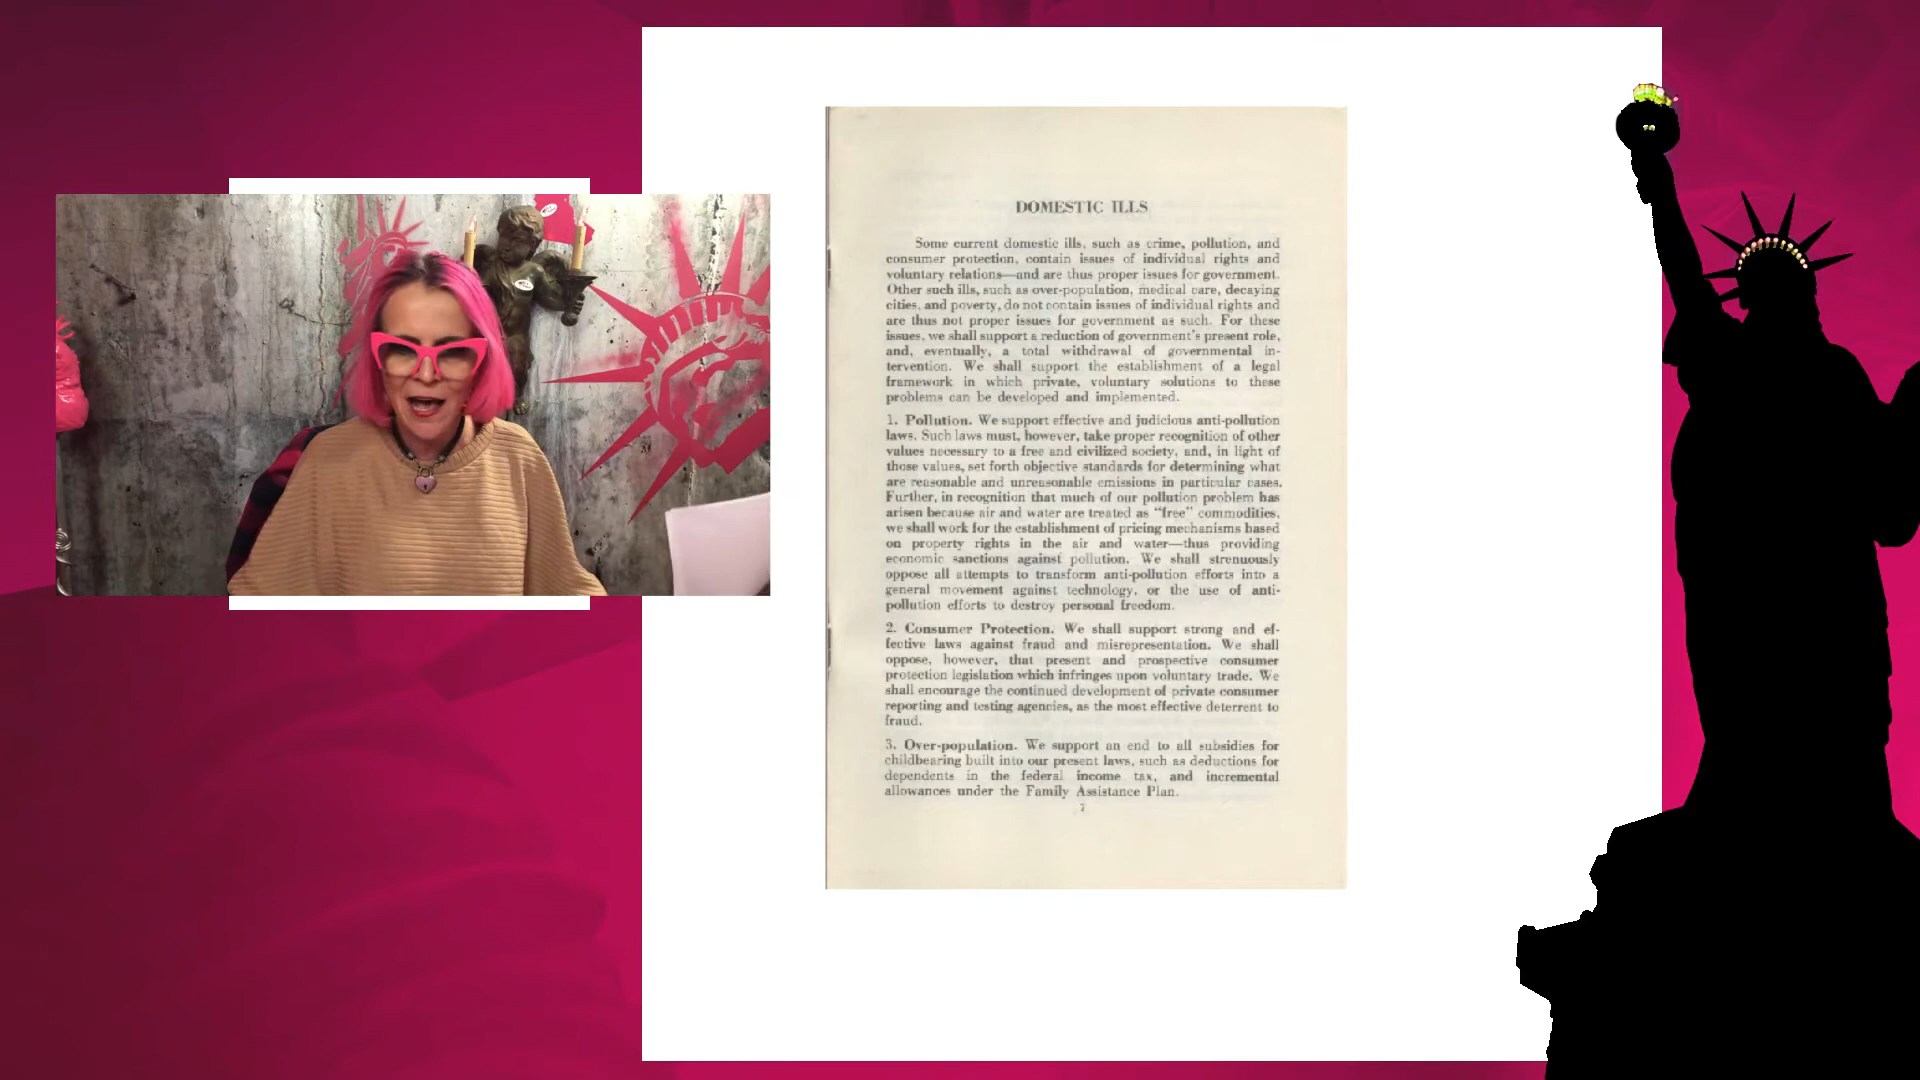 DOMESTIC ILLS
Some current domestic ills, such as crime, pollution, and
consumer protection, contain issues of individual rights and
voluntary relations—and are thus proper issues for government.
Other such ills, such as over-population, medical care, decaying
cities, and poverty, do not contain issues of individual rights and
are thus not proper issues for government as such. For these
issues, we shall support a reduction of government's present role,
and, eventually, a total withdrawal of governmental in-
tervention. We shall support the establishment of a legal
framework in which private, voluntary solutions to these
problems can be developed and implemented.
1. Pollution. We support effective and judicious anti-pollution
laws. Such laws must, however, take proper recognition of other
values necessary to a free and civilized society, and, in light of
those values, set forth objective standards for determining what
are reasonable and unreasonable emissions in particular cases.
Further, in recognition that much of our pollution problem has
arisen because air and water are treated as “free” commodities,
we shall work for the establishment of pricing mechanisms based
on property rights in the air and water—thus providing
economic sanctions against pollution. We shall strenuously
oppose all attempts to transform anti-pollution efforts into a
general movement against technology, or the use of anti-
pollution efforts to destroy personal freedom.
2. Consumer Protection. We shall support strong and ef-
fective laws against fraud and misrepresentation. We shall
oppose, however, that present and prospective consumer
protection legislation which infringes upon voluntary trade. We
shall encourage the continued development of private consumer
reporting and testing agencies, as the most effective deterrent to
fraud.
3. Over-population. We support an end to all subsidies for
childbearing built into our present laws, such as deductions for
dependents in the federal income tax, and incremental
allowances under the Family Assistance Plan.
7